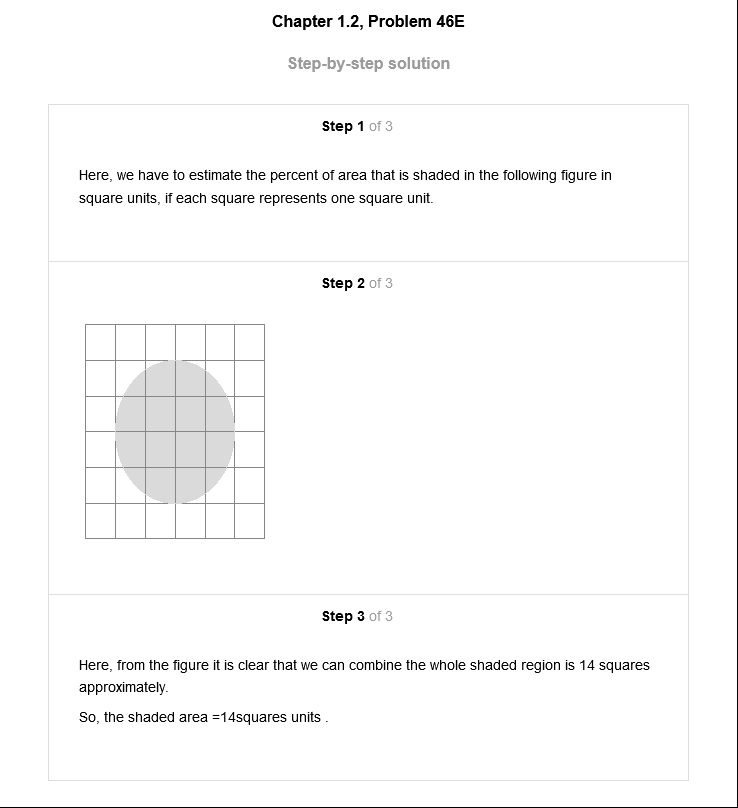 Chapter 1.2, Problem 46E
Step-by-step solution
Step 1 of 3
Here, we have to estimate the percent of area that is shaded in the following figure in
square units, if each square represents one square unit.
Step 2 of 3
Step 3 of 3
Here, from the figure it is clear that we can combine the whole shaded region is 14 squares
approximately.
So, the shaded area =14squares units .